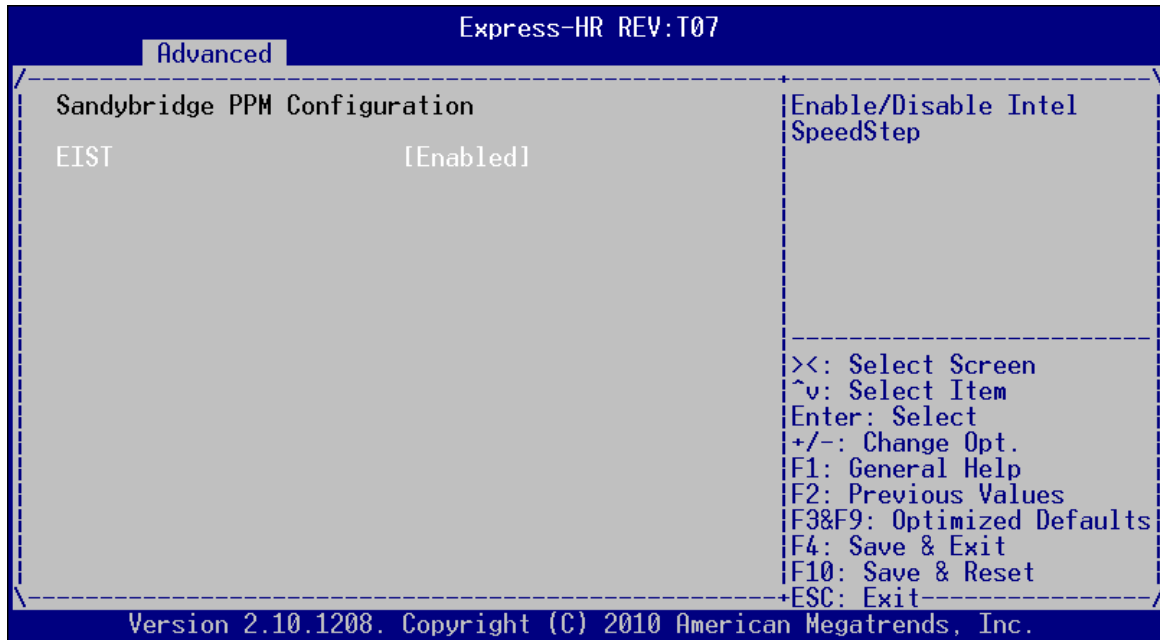 Express-HR REV:T07
Advanced
Sandybridge PPM Configuration
EIST [Enabled]
Enable/Disable Intel
SpeedStep
><: Select Screen
^v: Select Item
Enter: Select
+/-: Change Opt.
F1: General Help
F2: Previous Values
F3&F9: Optimized Defaults
F4: Save & Exit
F10: Save & Reset
ESC: Exit
Version 2.10.1208. Copyright (C) 2010 American Megatrends, Inc.